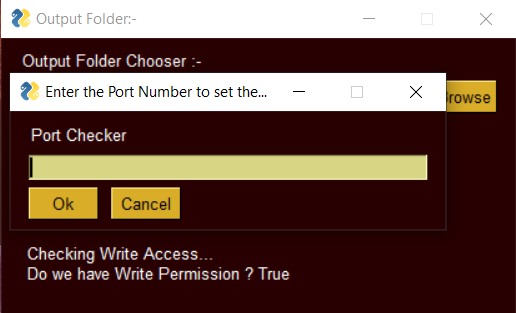 Output Folder:-
Output Folder Chooser :-
Enter the Port Number to set the...
Port Checker
Ok
Cancel
Checking Write Access...
Do we have Write Permission ? True